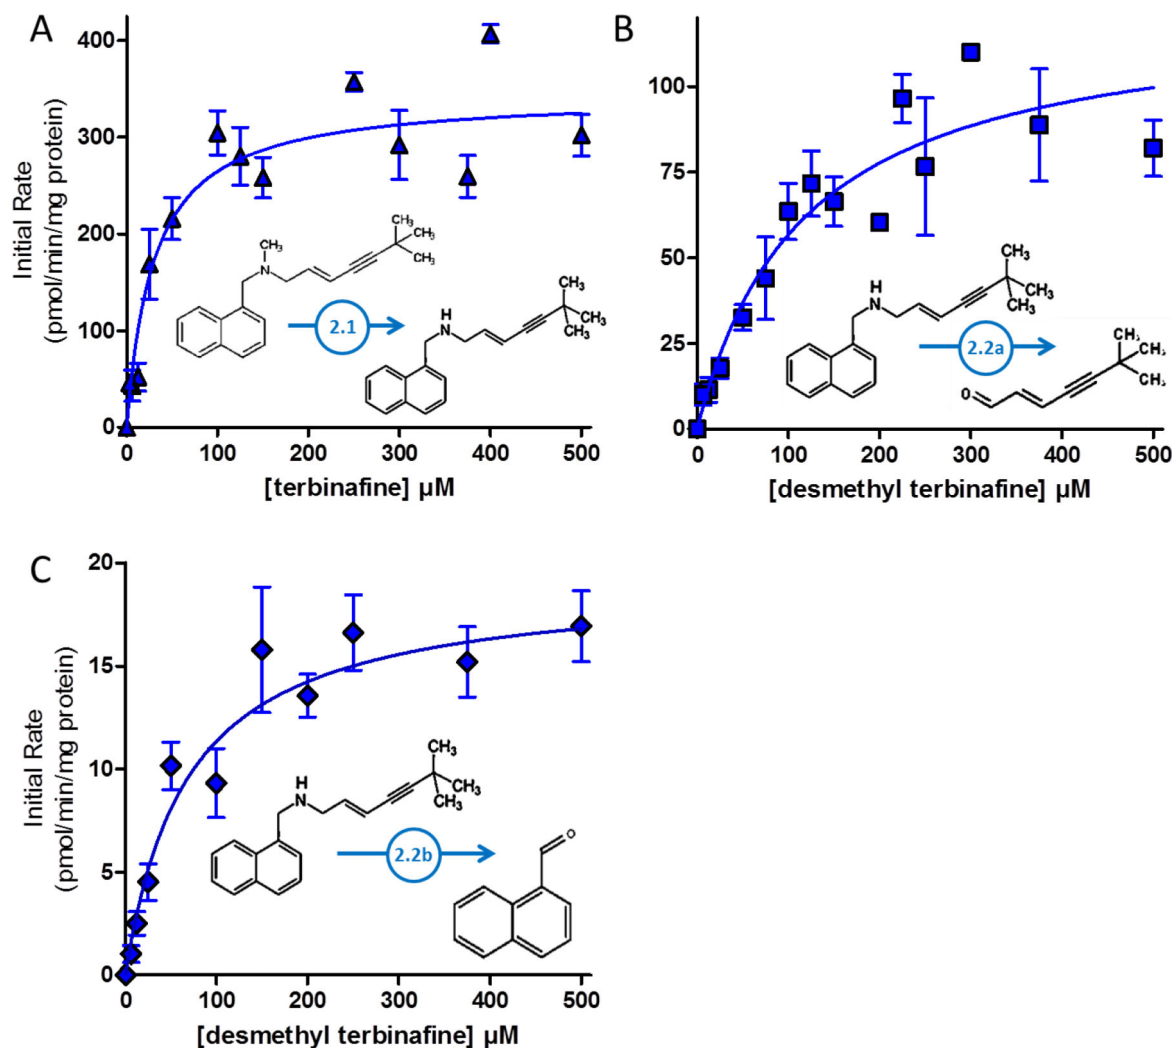 A
Initial Rate
(pmol/min/mg protein)
400
300
200
100
0
0 100 200 300 400 500
[terbinafine] µM
CH₃
N
CH₃
CH₃
CH₃
2.1
H
N
CH₃
CH₃
CH₃
B
100
75
50
25
0
0 100 200 300 400 500
[desmethyl terbinafine] µM
H
N
CH₃
CH₃
CH₃
2.2a
O
CH₃
CH₃
CH₃
C
Initial Rate
(pmol/min/mg protein)
20
15
10
5
0
0 100 200 300 400 500
[desmethyl terbinafine] µM
H
N
CH3
CH3
CH3
2.2b
O